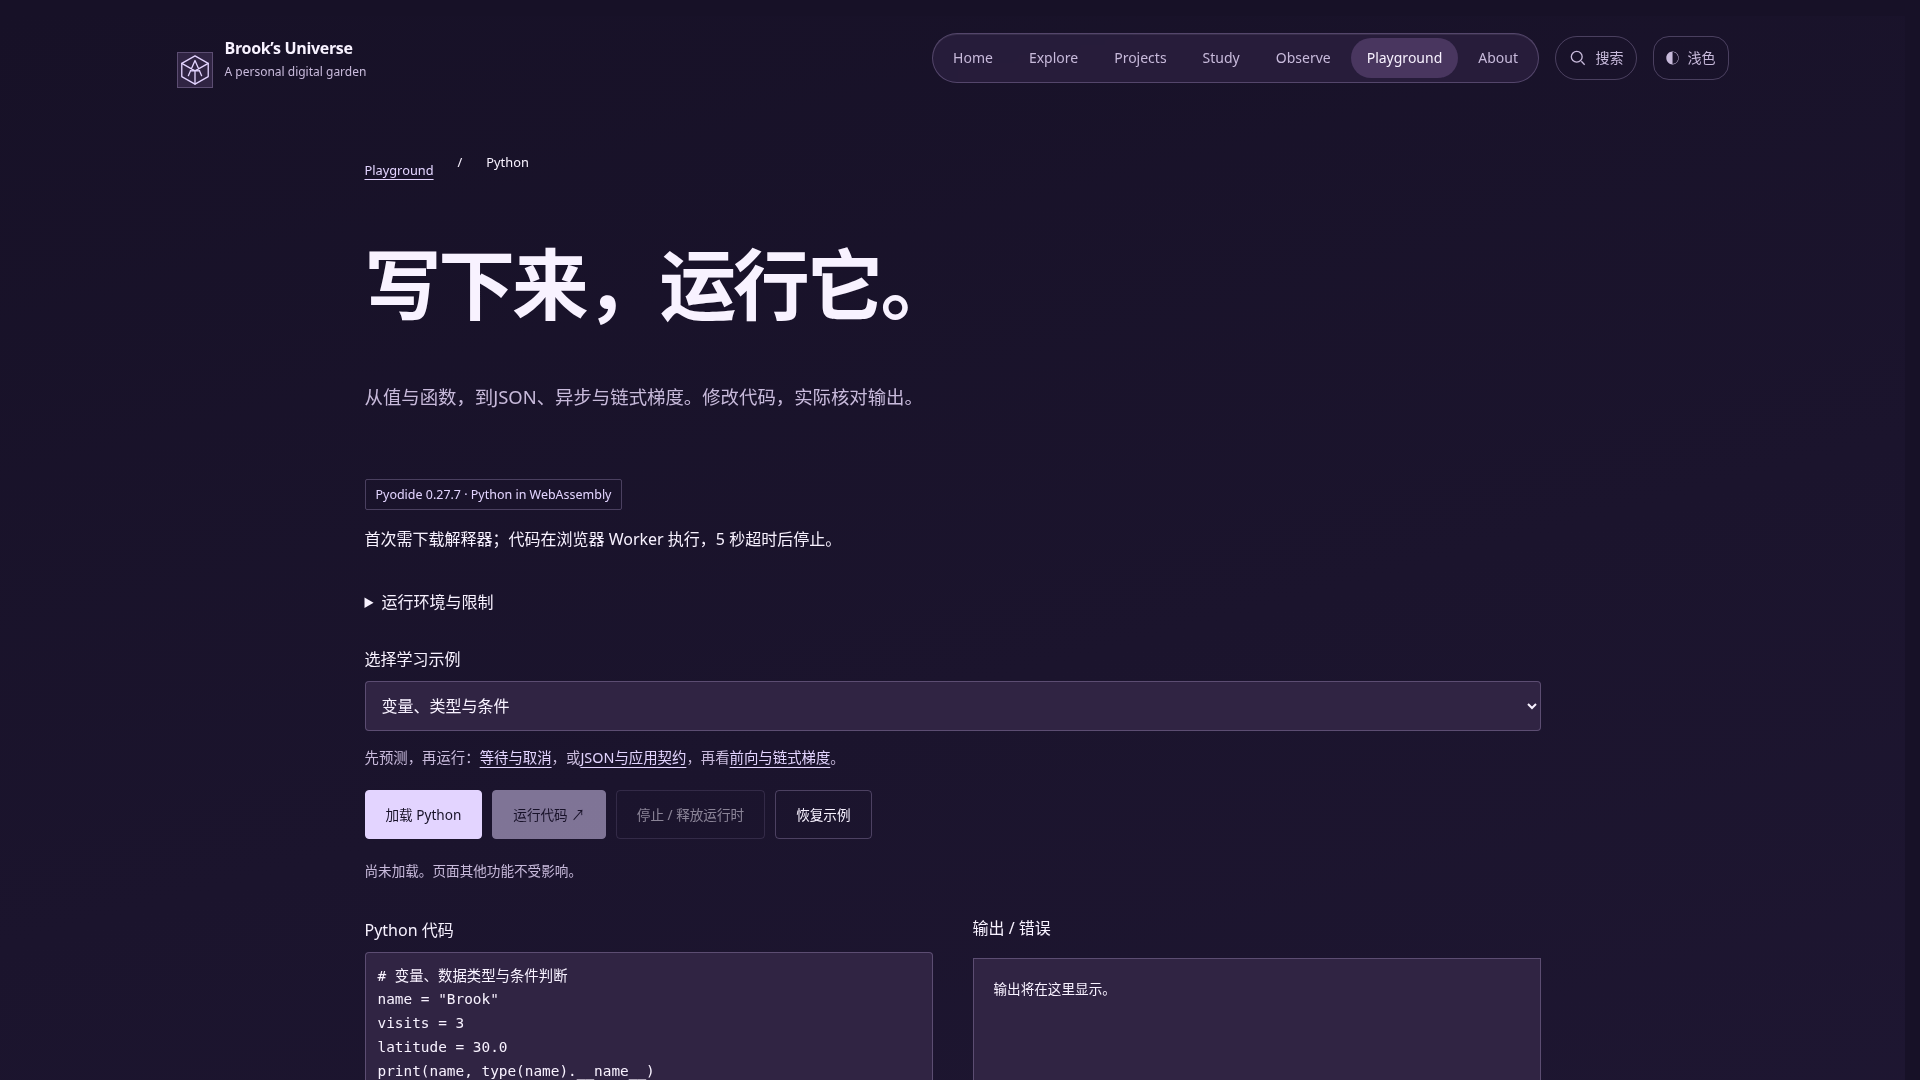 Brook’s Universe
A personal digital garden
Home
Explore
Projects
Study
Observe
Playground
About
搜索
浅色
Playground / Python
写下来，运行它。
从值与函数，到JSON、异步与链式梯度。修改代码，实际核对输出。
Pyodide 0.27.7 · Python in WebAssembly
首次需下载解释器；代码在浏览器 Worker 执行，5 秒超时后停止。
运行环境与限制
选择学习示例
变量、类型与条件
先预测，再运行：等待与取消，或JSON与应用契约，再看前向与链式梯度。
加载 Python
运行代码 ↗
停止 / 释放运行时
恢复示例
尚未加载。页面其他功能不受影响。
Python 代码
# 变量、数据类型与条件判断
name = "Brook"
visits = 3
latitude = 30.0
print(name, type(name).__name__)
输出 / 错误
输出将在这里显示。